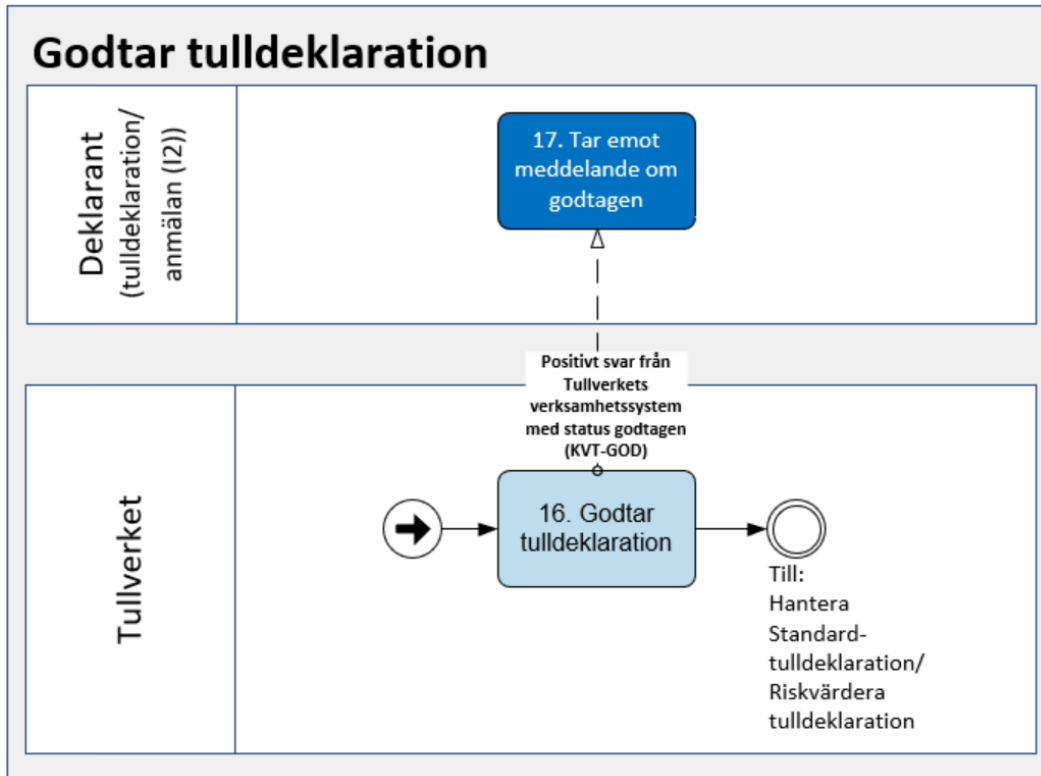 Godtar tulldeklaration
Deklarant
(tulldeklaration/
anmälan (I2))
17. Tar emot
meddelande om
godtagen
Positivt svar från
Tullverkets
verksamhetssystem
med status godtagen
(KVT-GOD)
Tullverket
16. Godtar
tulldeklaration
Till:
Hantera
Standard-
tulldeklaration/
Riskvärdera
tulldeklaration